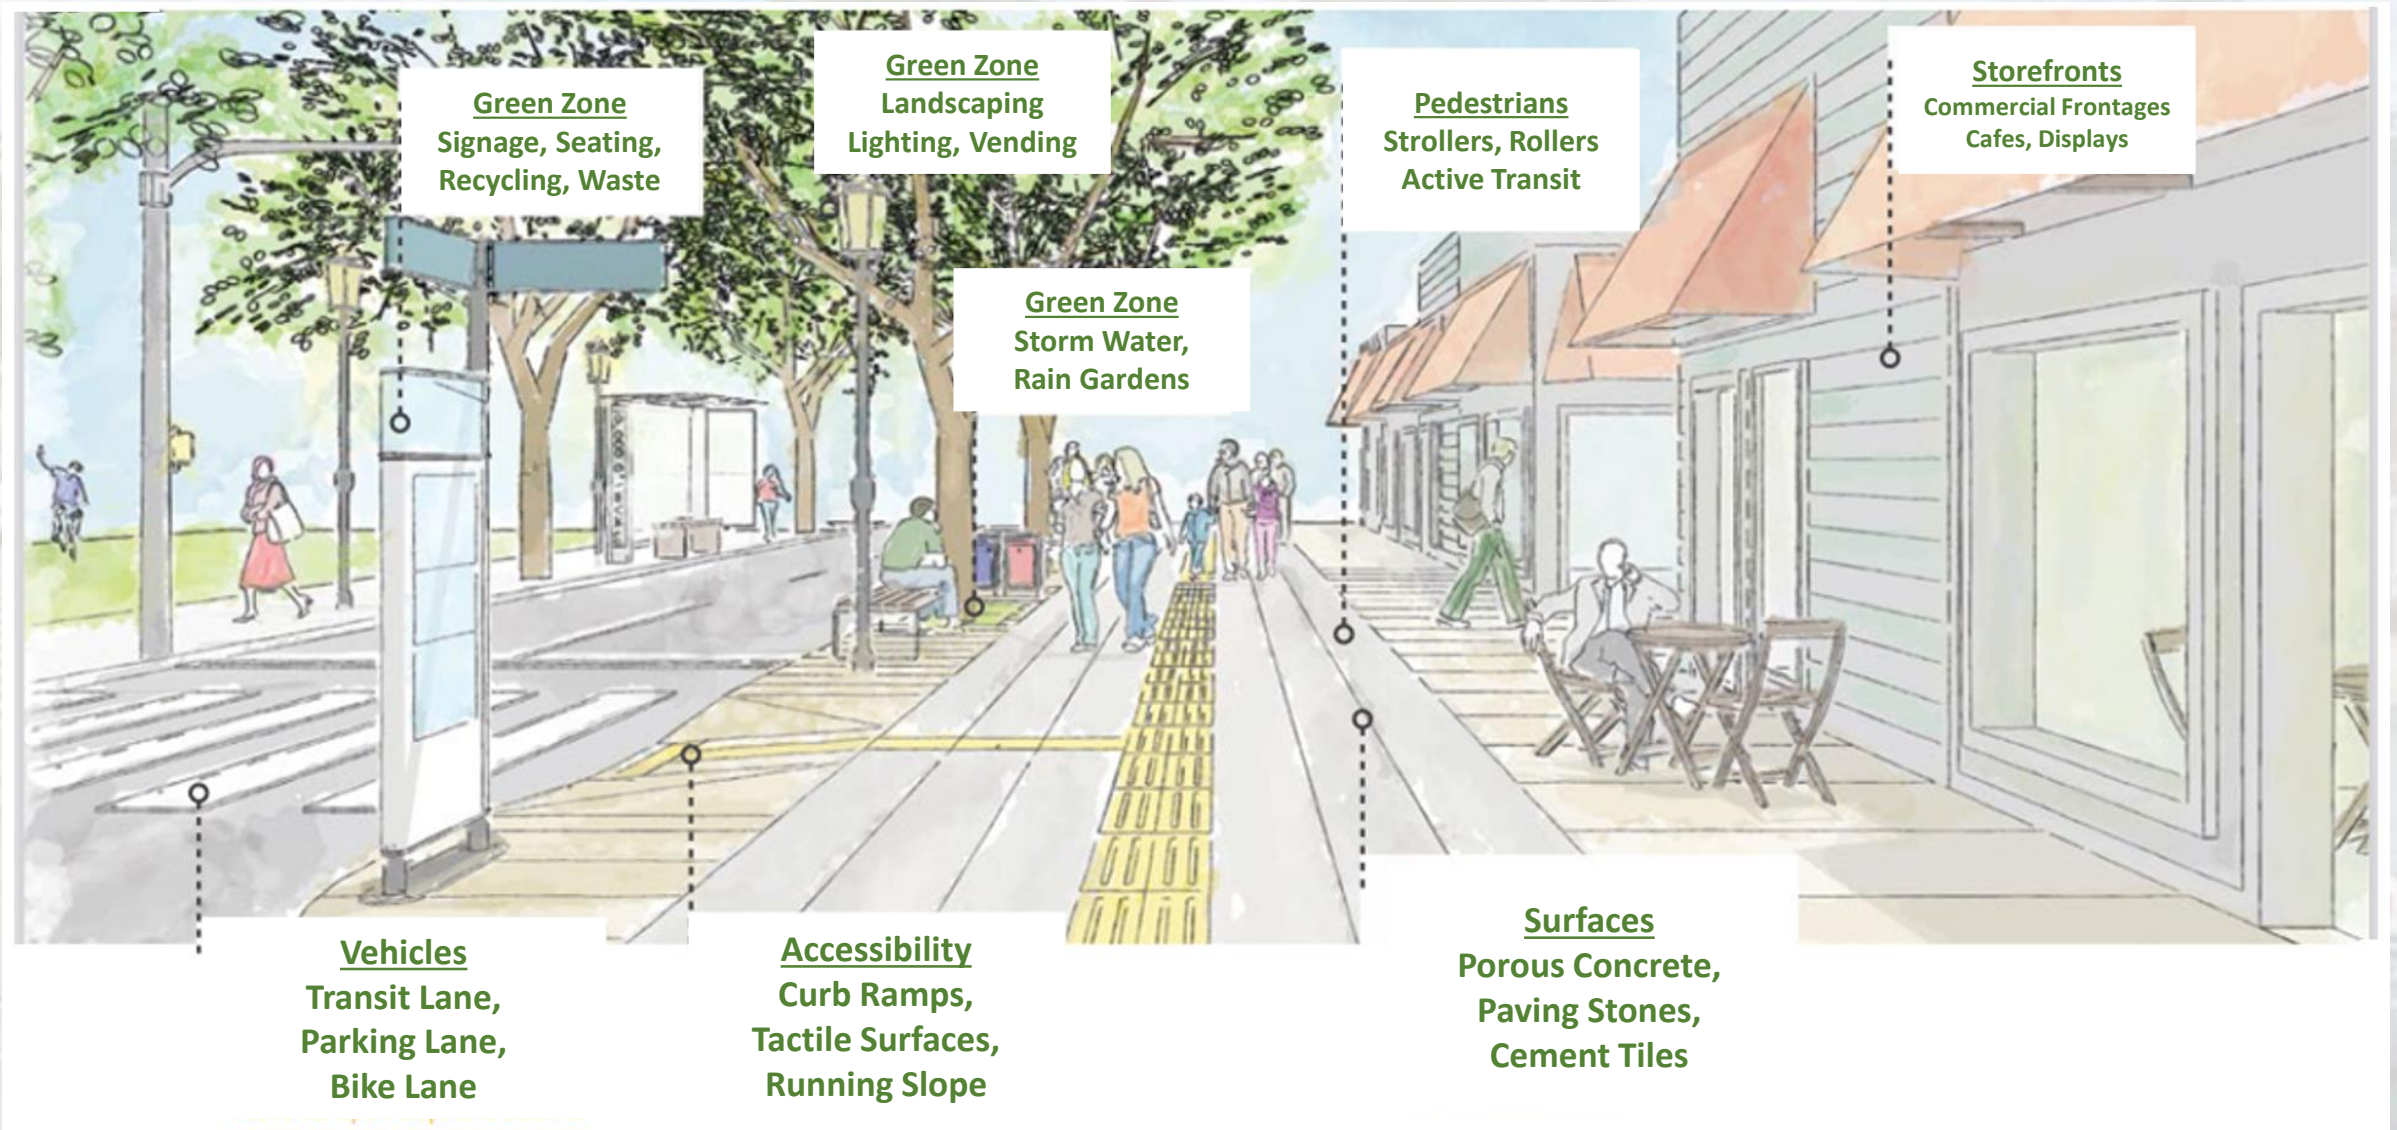 Green Zone
Signage, Seating,
Recycling, Waste
Green Zone
Landscaping
Lighting, Vending
Green Zone
Storm Water,
Rain Gardens
Pedestrians
Strollers, Rollers
Active Transit
Storefronts
Commercial Frontages
Cafes, Displays
Vehicles
Transit Lane,
Parking Lane,
Bike Lane
Accessibility
Curb Ramps,
Tactile Surfaces,
Running Slope
Surfaces
Porous Concrete,
Paving Stones,
Cement Tiles